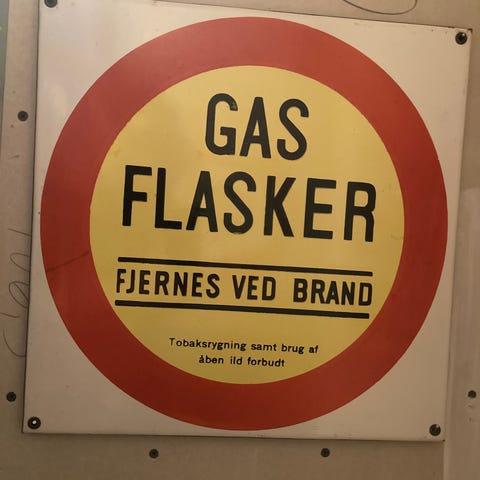 GAS
FLASKER
FJERNES VED BRAND
Tobaksrygning samt brug af
åben ild forbudt